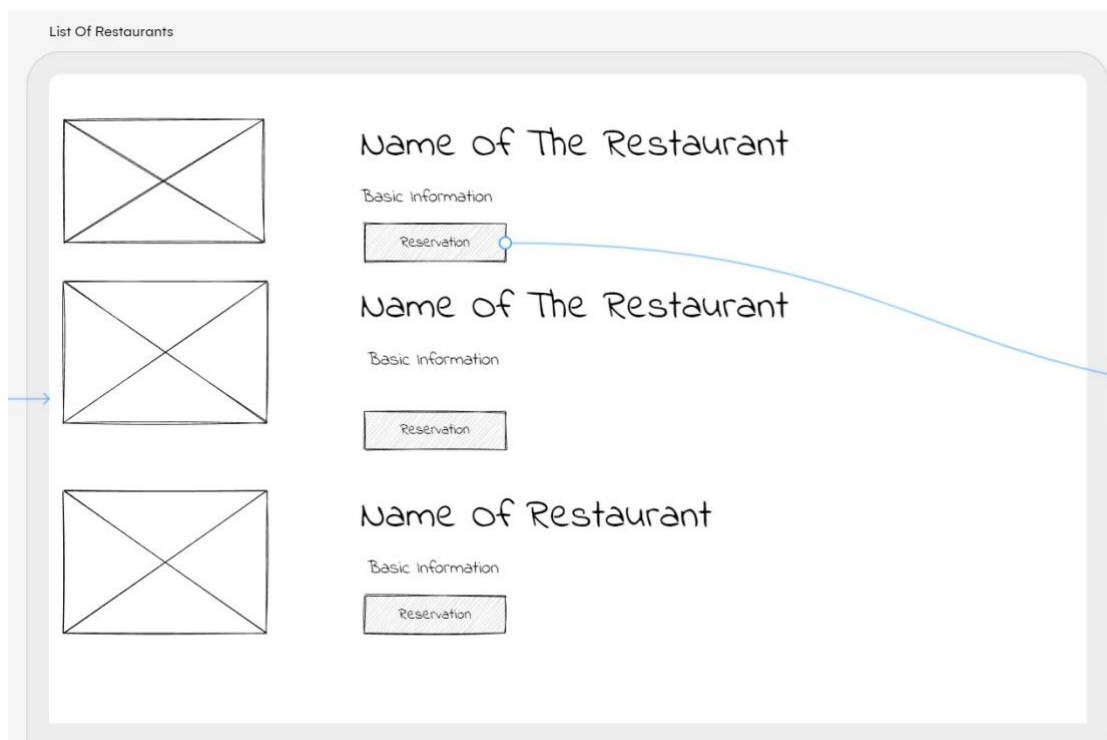 List Of Restaurants
Name of The Restaurant
Basic Information
Reservation
Name of The Restaurant
Basic Information
Reservation
Name of Restaurant
Basic Information
Reservation